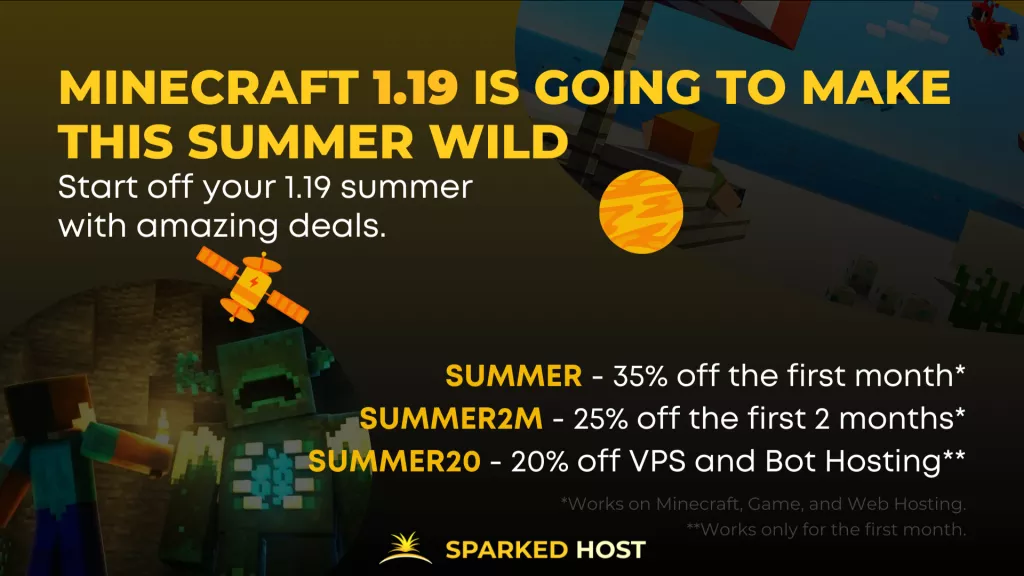 MINECRAFT 1.19 IS GOING TO MAKE
THIS SUMMER WILD
Start off your 1.19 summer
with amazing deals.
SUMMER - 35% off the first month*
SUMMER2M - 25% off the first 2 months*
SUMMER20 - 20% off VPS and Bot Hosting**
*Works on Minecraft, Game, and Web Hosting.
**Works only for the first month.
SPARKED HOST